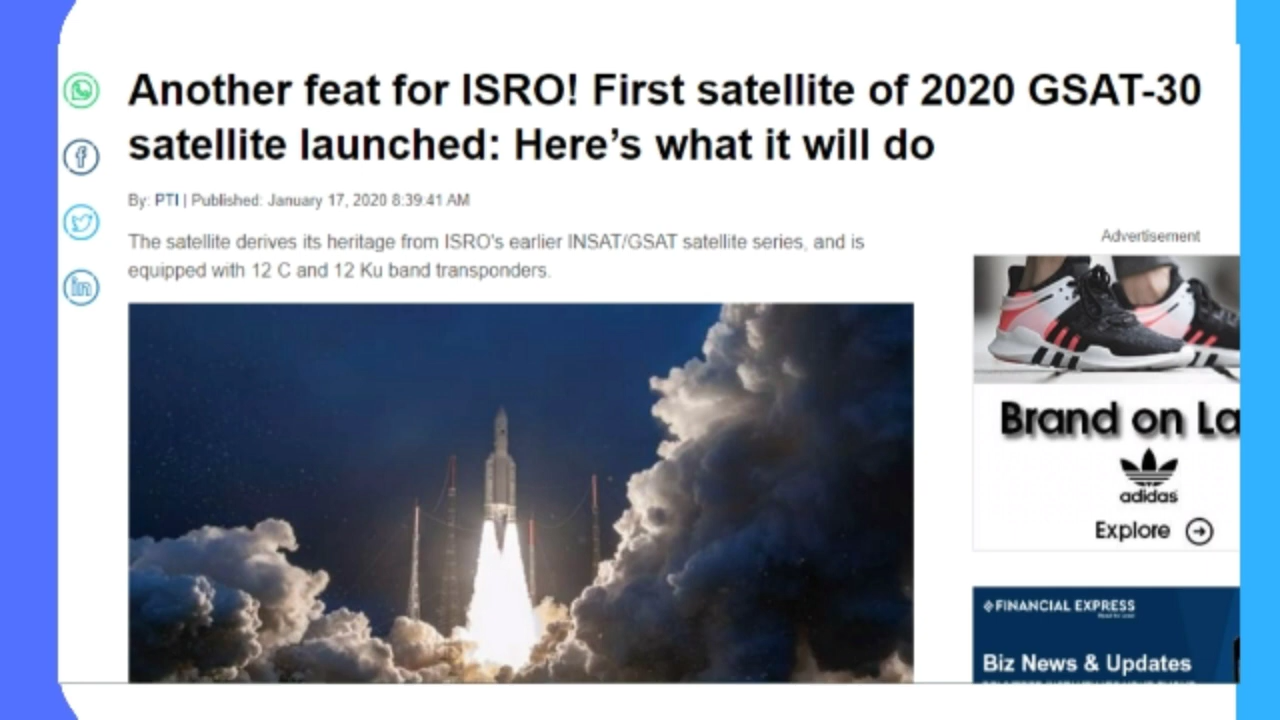 Another feat for ISRO! First satellite of 2020 GSAT-30
satellite launched: Here's what it will do
By: PTI | Published: January 17, 2020 8:39:41 AM
The satellite derives its heritage from ISRO's earlier INSAT/GSAT satellite series, and is
equipped with 12 C and 12 Ku band transponders.
Advertisement
Brand on
adidas
Explore
FINANCIAL EXPRESS
Biz News & Updates